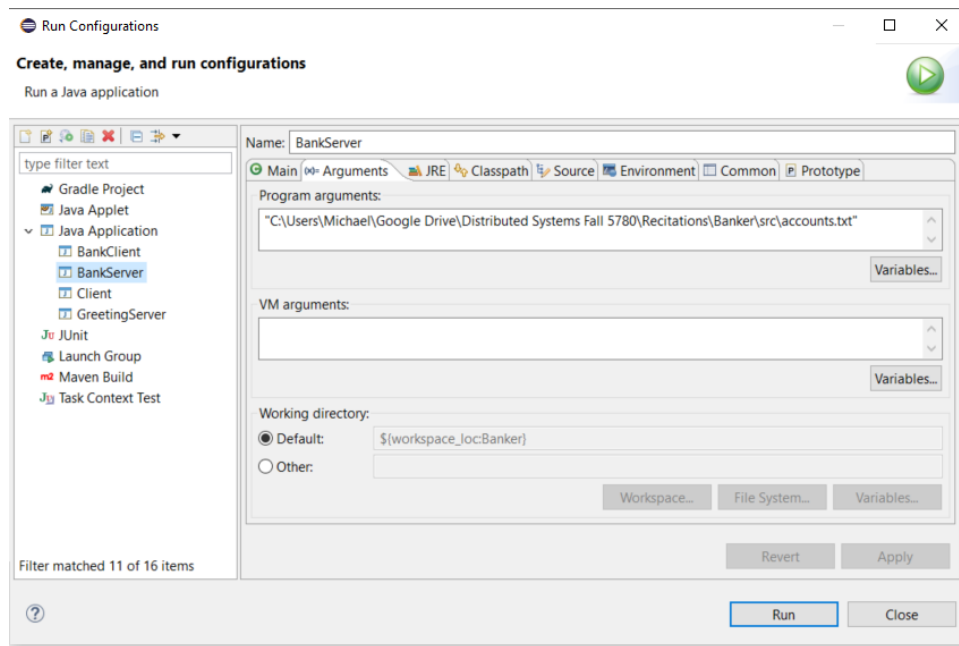 Run Configurations
Create, manage, and run configurations
Run a Java application
type filter text
Gradle Project
Java Applet
Java Application
BankClient
BankServer
Client
GreetingServer
Ju JUnit
Launch Group
m2 Maven Build
Task Context Test
Filter matched 11 of 16 items
Name: BankServer
Main (x)= Arguments JRE Classpath Source Environment Common P Prototype
Program arguments:
"C:\Users\Michael\Google Drive\Distributed Systems Fall 5780\Recitations\Banker\src\accounts.txt"
Variables...
VM arguments:
Variables...
Working directory:
Default: ${workspace_loc:Banker}
Other:
Workspace... File System... Variables...
Revert Apply
? Run Close